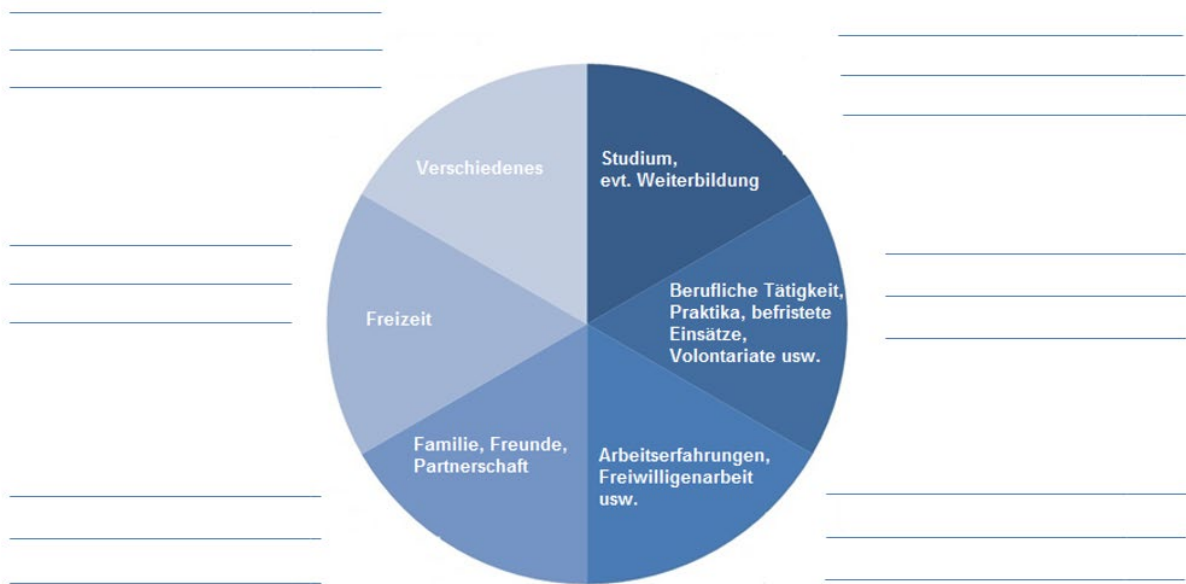 Verschiedenes
Studium,
evt. Weiterbildung
Freizeit
Berufliche Tätigkeit,
Praktika, befristete
Einsätze,
Volontariate usw.
Familie, Freunde,
Partnerschaft
Arbeitserfahrungen,
Freiwilligenarbeit
usw.